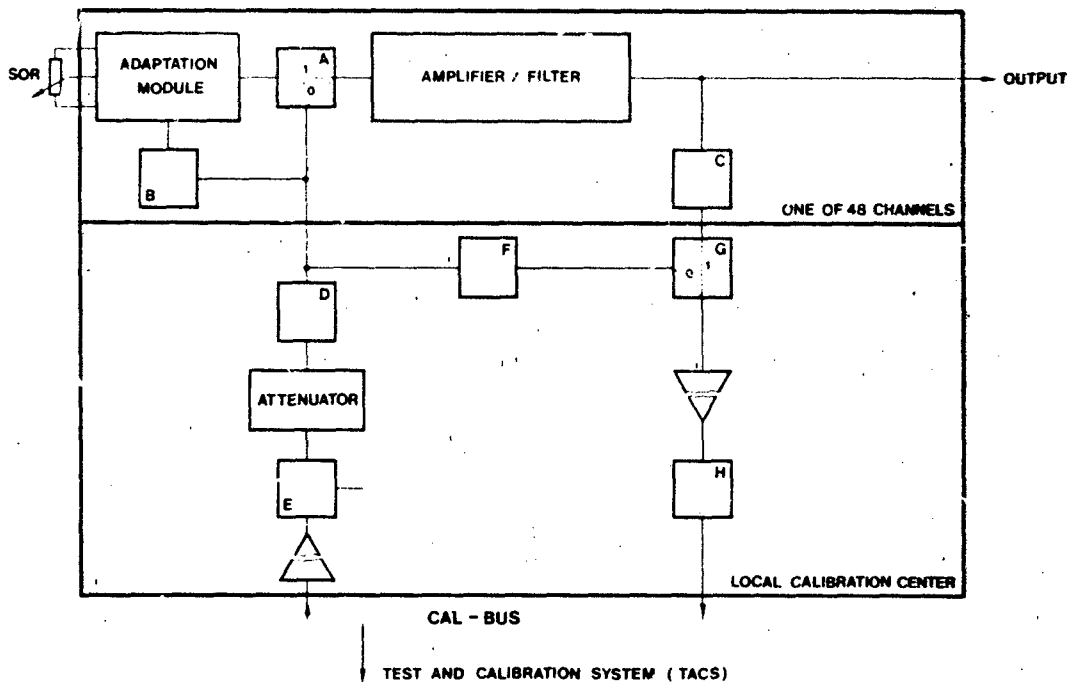 SOR
ADAPTATION
MODULE
A
1
0
AMPLIFIER / FILTER
OUTPUT
B
C
ONE OF 48 CHANNELS
F
G
0 1
D
ATTENUATOR
E
H
LOCAL CALIBRATION CENTER
CAL - BUS
TEST AND CALIBRATION SYSTEM ( TACS)